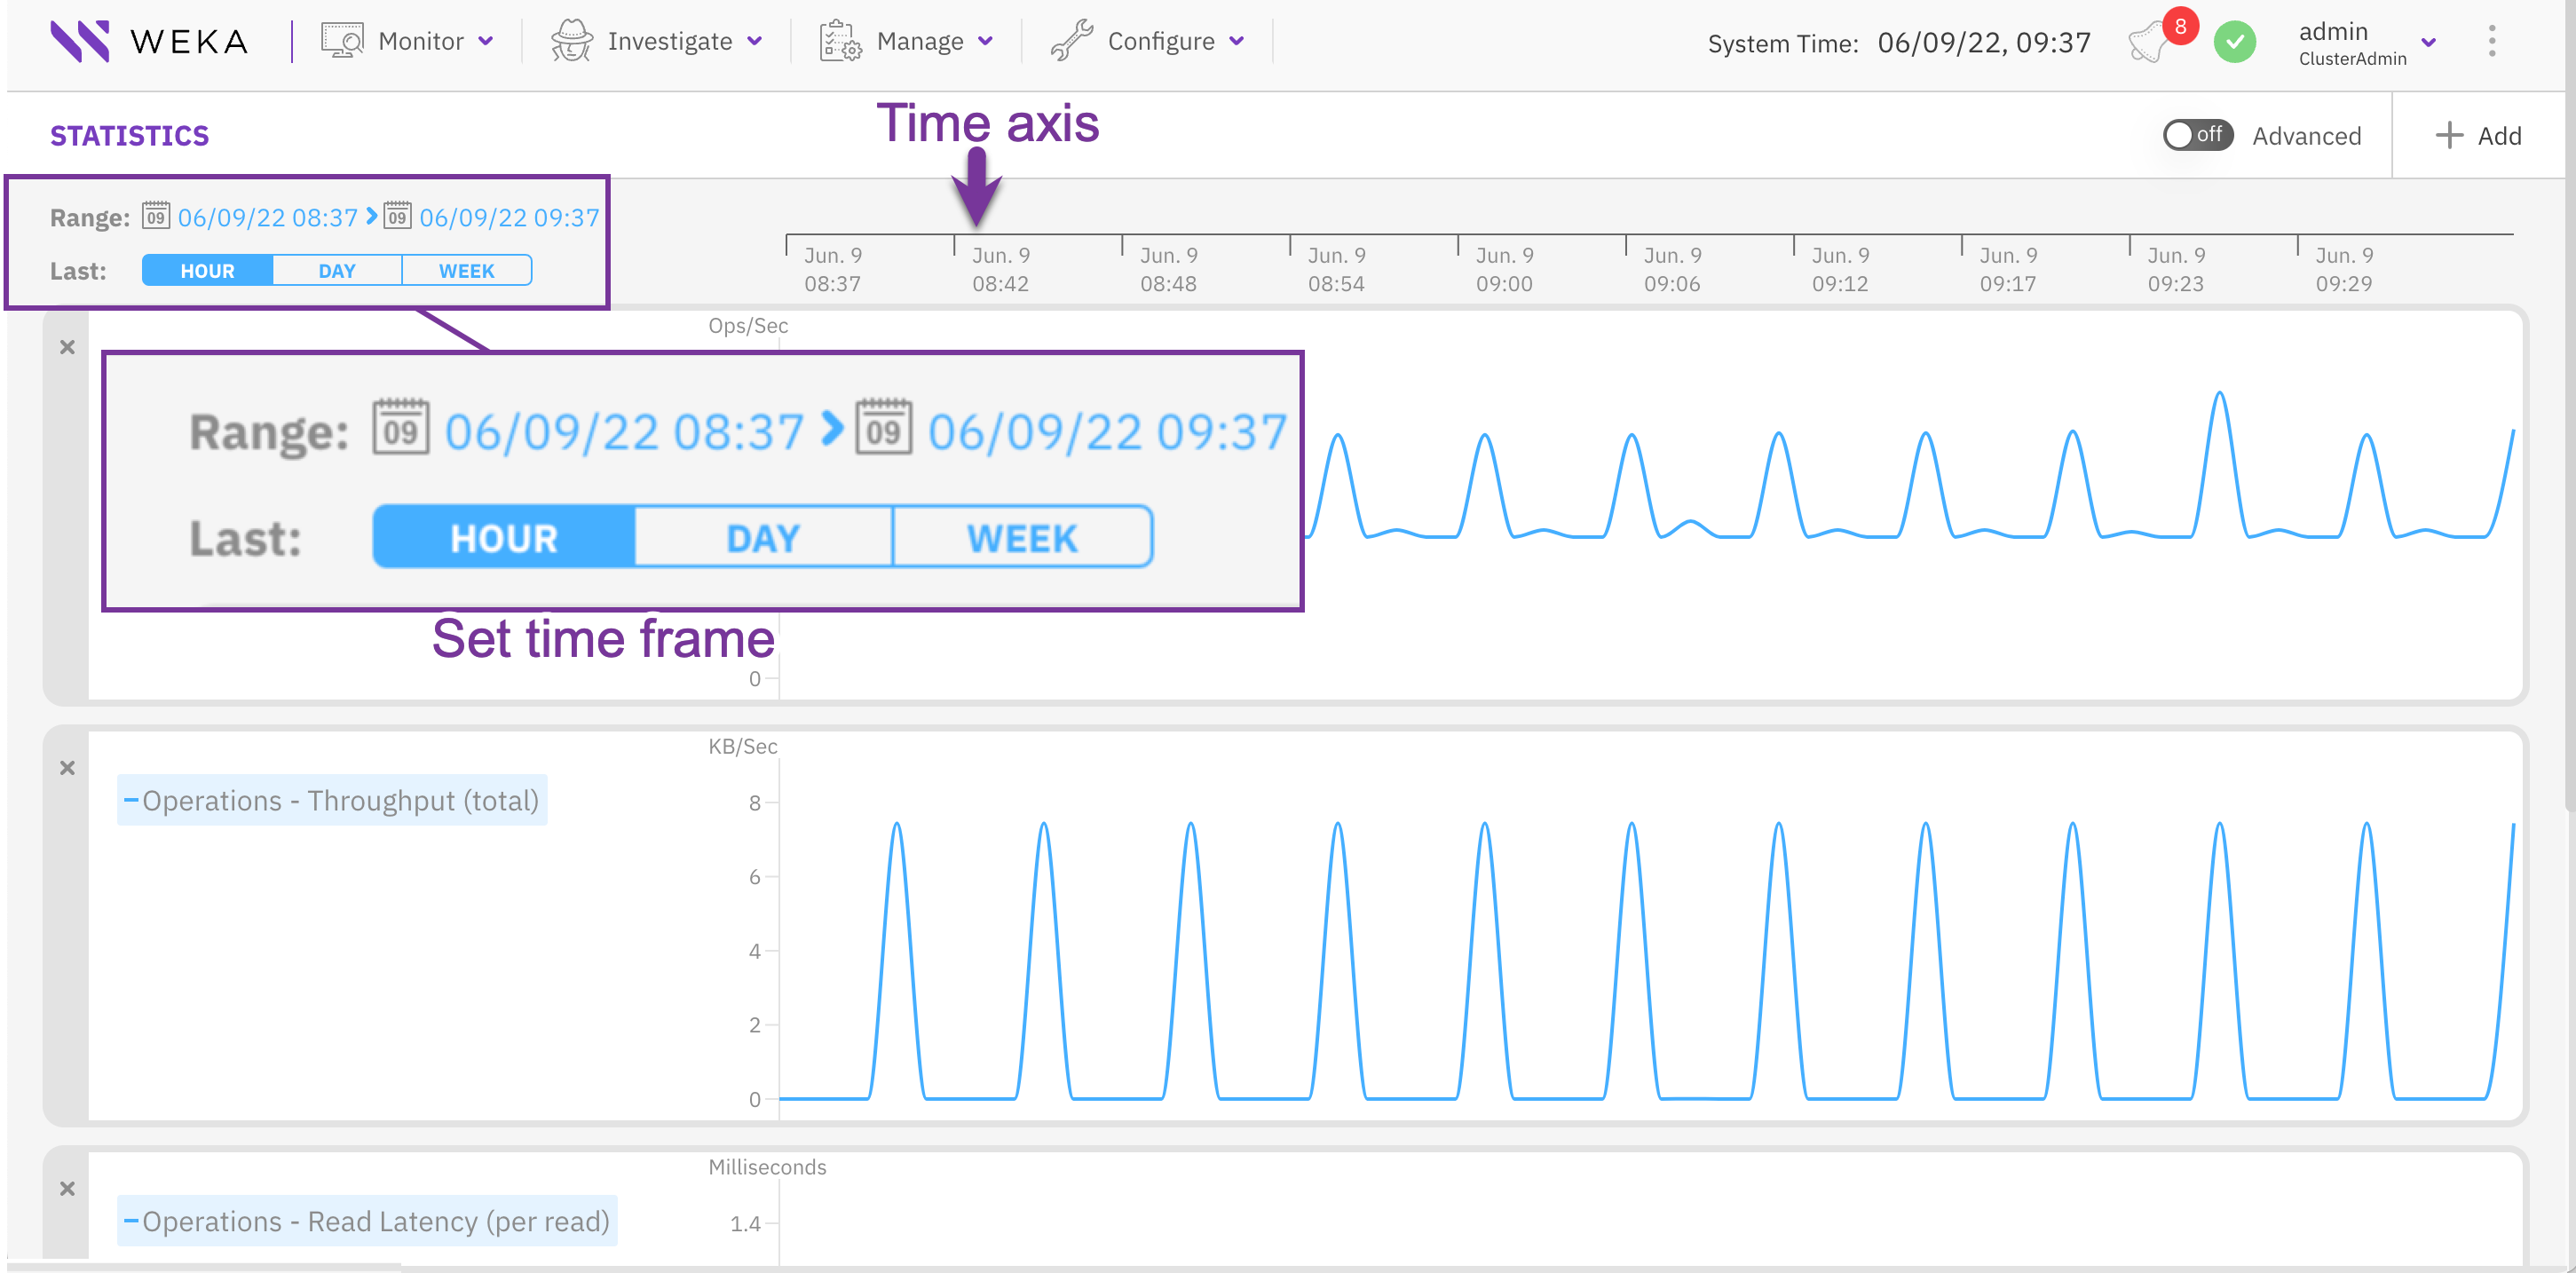 WEKA
Monitor
Investigate
Manage
Configure
System Time: 06/09/22, 09:37
8
admin
ClusterAdmin
STATISTICS
Time axis
off Advanced
Add
Range: 09 06/09/22 08:37 09 06/09/22 09:37
Last: HOUR DAY WEEK
Jun. 9 Jun. 9 Jun. 9 Jun. 9 Jun. 9 Jun. 9 Jun. 9 Jun. 9 Jun. 9 Jun. 9
08:37 08:42 08:48 08:54 09:00 09:06 09:12 09:17 09:23 09:29
Ops/Sec
Range: 09 06/09/22 08:37 09 06/09/22 09:37
Last: HOUR DAY WEEK
Set time frame
0
KB/Sec
Operations - Throughput (total)
8
6
4
2
0
Milliseconds
Operations - Read Latency (per read)
1.4